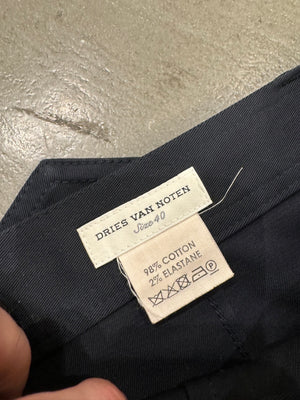 DRIES VAN NOTEN
Size 40
98% COTTON
2% ELASTANE
P